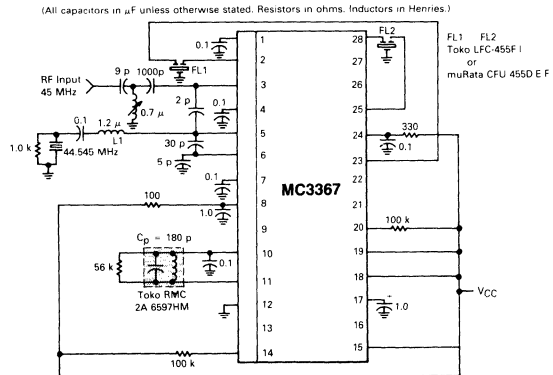 (All capacitors in μF unless otherwise stated. Resistors in ohms. Inductors in Henries.)
FL1 FL2
Toko LFC-455F I
or
muRata CFU 455D E F
RF Input
45 MHz
9 p
1000p
0.7 μ
0.1
FL1
2 p
0.1
0.1
1.2 μ
L1
1.0 k
44.545 MHz
30 p
5 p
0.1
100
1.0
Cp = 180 p
56 k
0.1
Toko RMC
2A 6597HM
100 k
1
2
3
4
5
6
7
8
9
10
11
12
13
14
MC3367
28
27
26
25
24
23
22
21
20
19
18
17
16
15
FL2
330
0.1
100 k
VCC
+
1.0